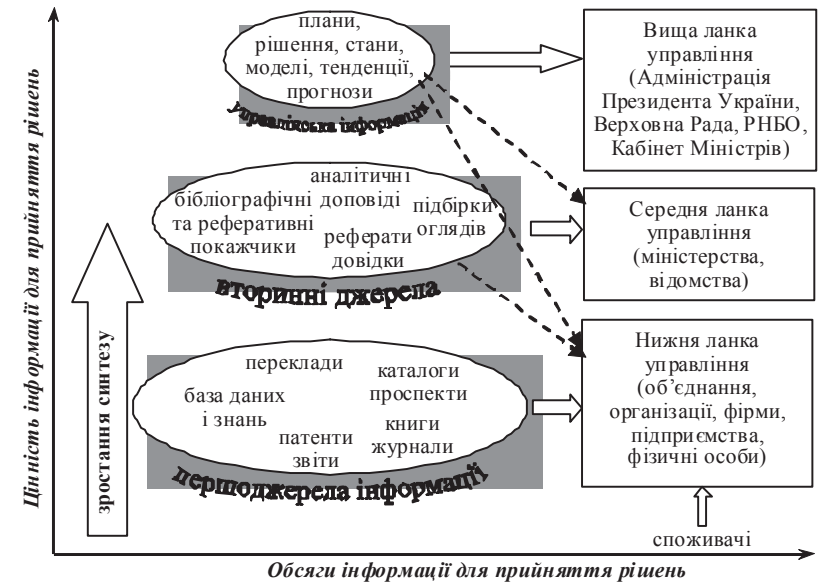 Цінність інформації для прийняття рішень
зростання синтезу
плани,
рішення, стани,
моделі, тенденції,
прогнози
управлінська інформація
Вища ланка
управління
(Адміністрація
Президента України,
Верховна Рада, РНБО,
Кабінет Міністрів)
аналітичні
доповіді
бібліографічні
та реферативні
покажчики
підбірки
оглядів
реферати
довідки
вторинні джерела
Середня ланка
управління
(міністерства,
відомства)
переклади
каталоги
проспекти
база даних
і знань
патенти
звіти
книги
журнали
першоджерела інформації
Нижня ланка
управління
(об’єднання,
організації, фірми,
підприємства,
фізичні особи)
споживачі
Обсяги інформації для прийняття рішень